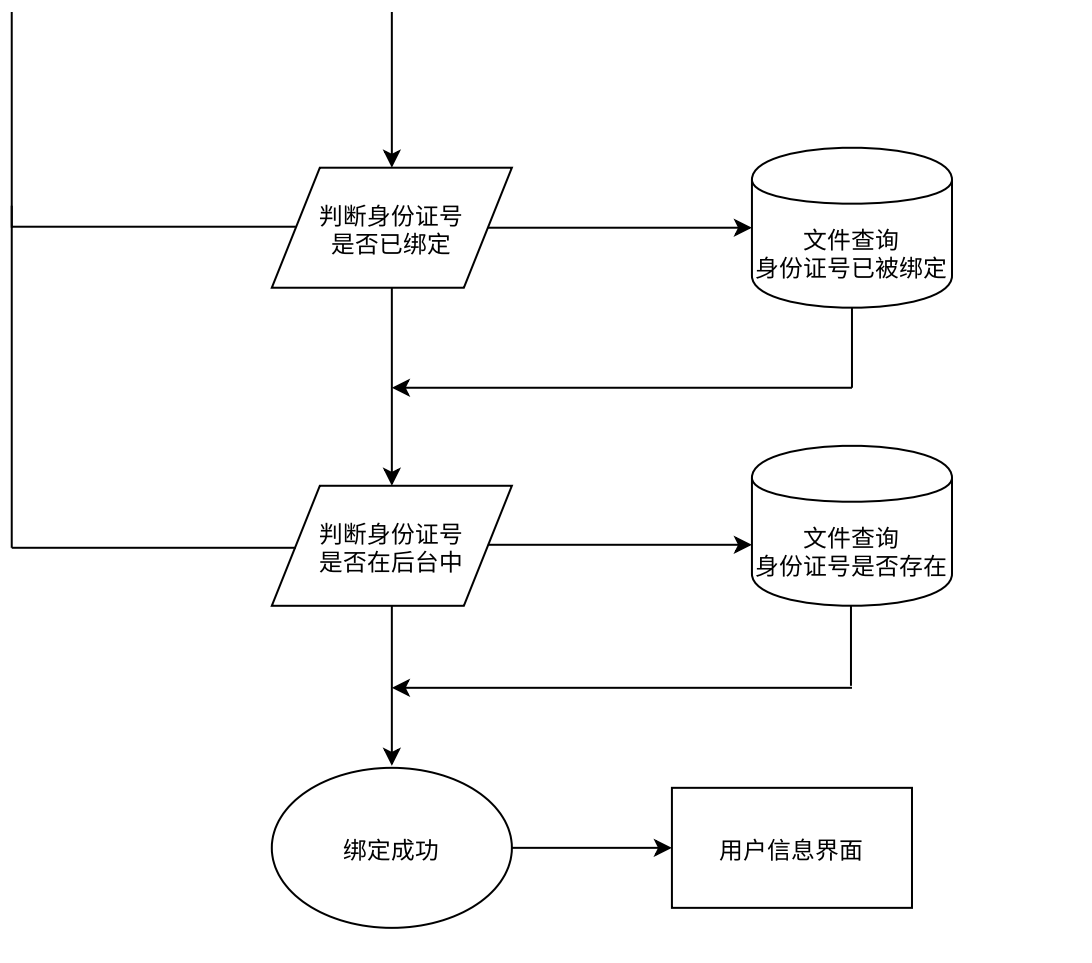 判断身份证号
是否已绑定
文件查询
身份证号已被绑定
判断身份证号
是否在后台中
文件查询
身份证号是否存在
绑定成功
用户信息界面